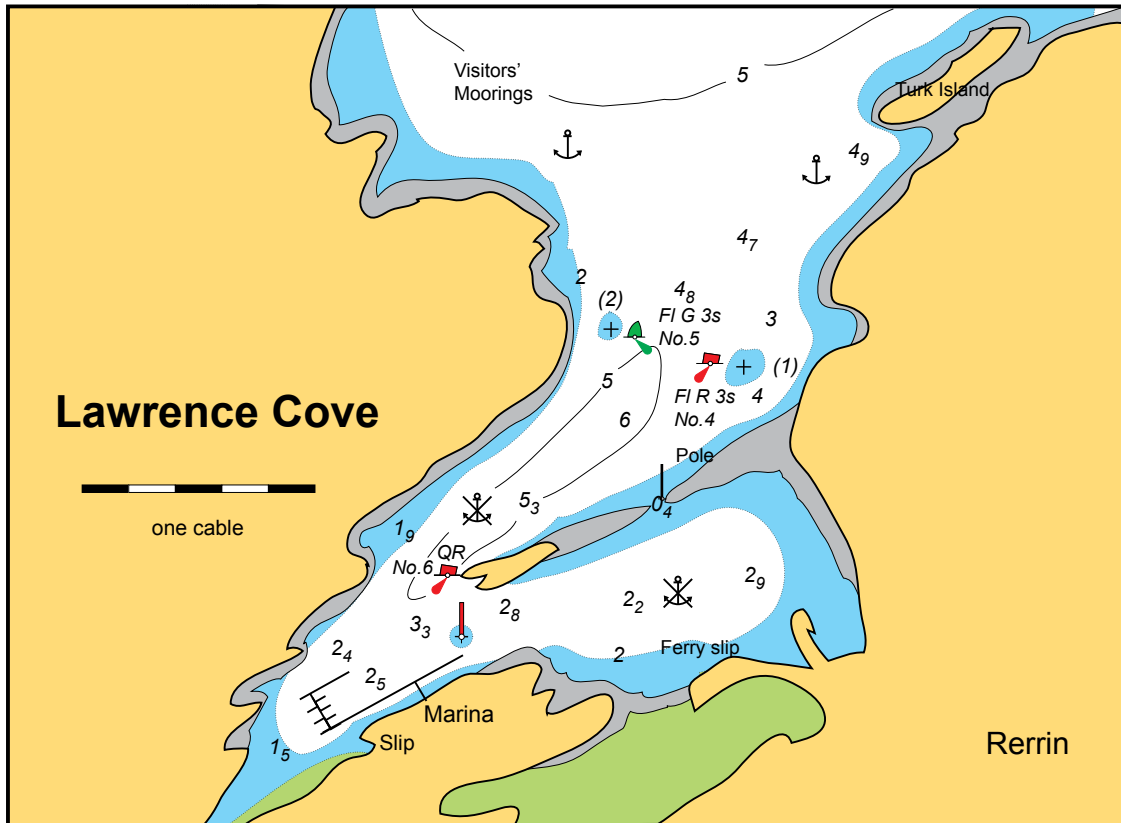 Visitors'
Moorings
5
Turk Island
4₉
4₇
2
4₈
(2)
Fl G 3s
No.5
3
(1)
5
Fl R 3s
No.4
4
6
Lawrence Cove
Pole
one cable
5₃
0₄
1₉
QR
No.6
2₉
2₂
2₈
3₃
2₄
2
Ferry slip
2₅
Marina
Slip
1₅
Rerrin